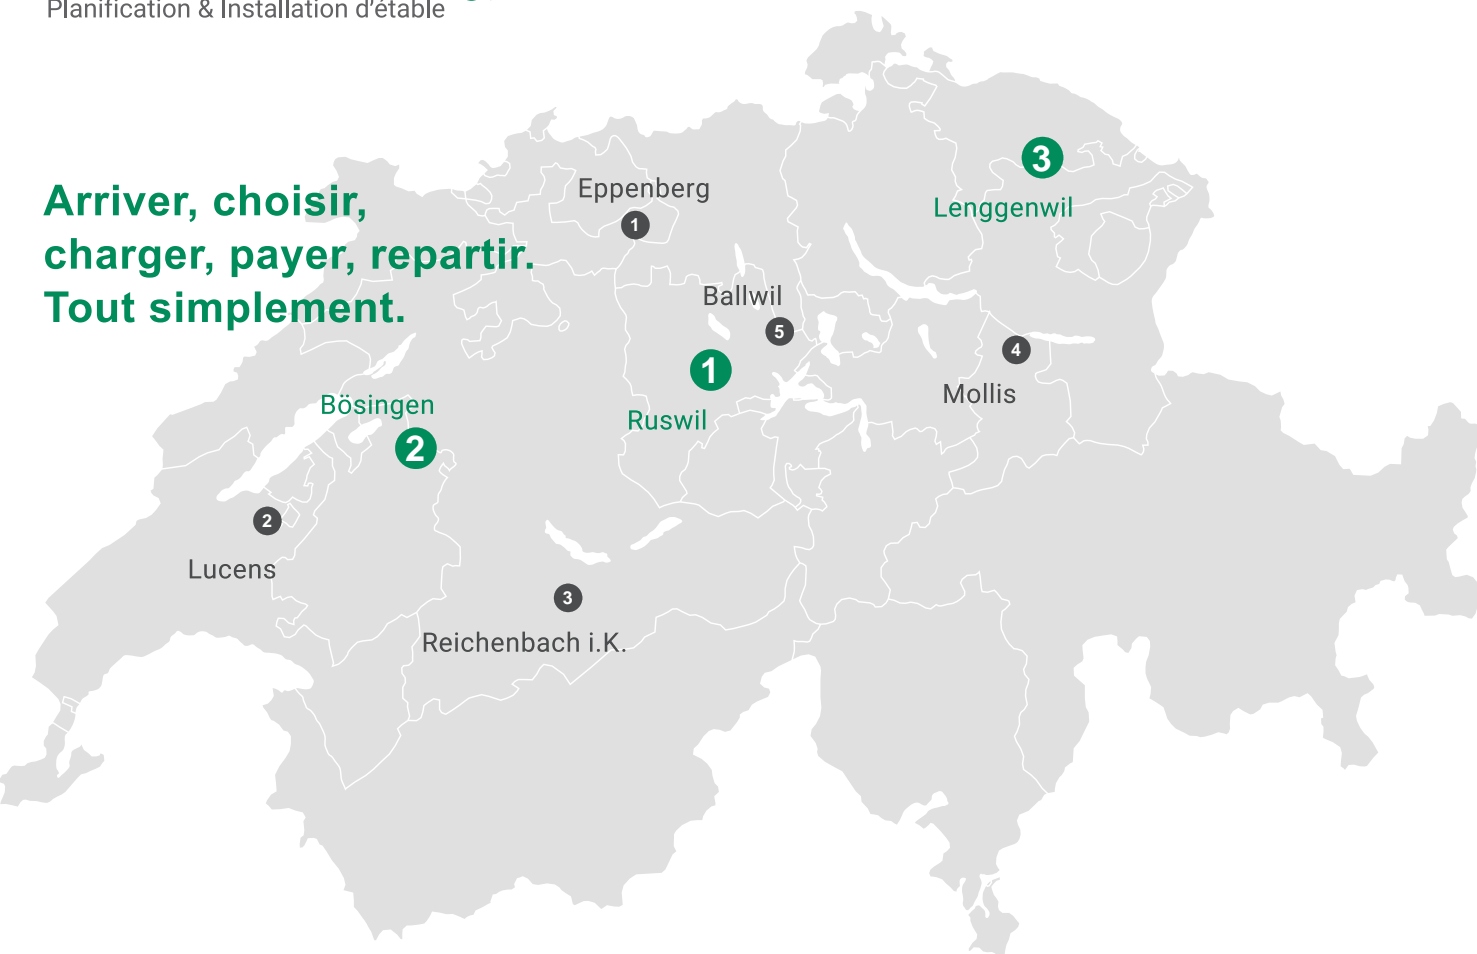 Planification & Installation d'étable
Arriver, choisir,
charger, payer, repartir.
Tout simplement.
Eppenberg
1
3
Lenggenwil
Ballwil
5
1
Ruswil
4
Mollis
Bösingen
2
2
Lucens
3
Reichenbach i.K.